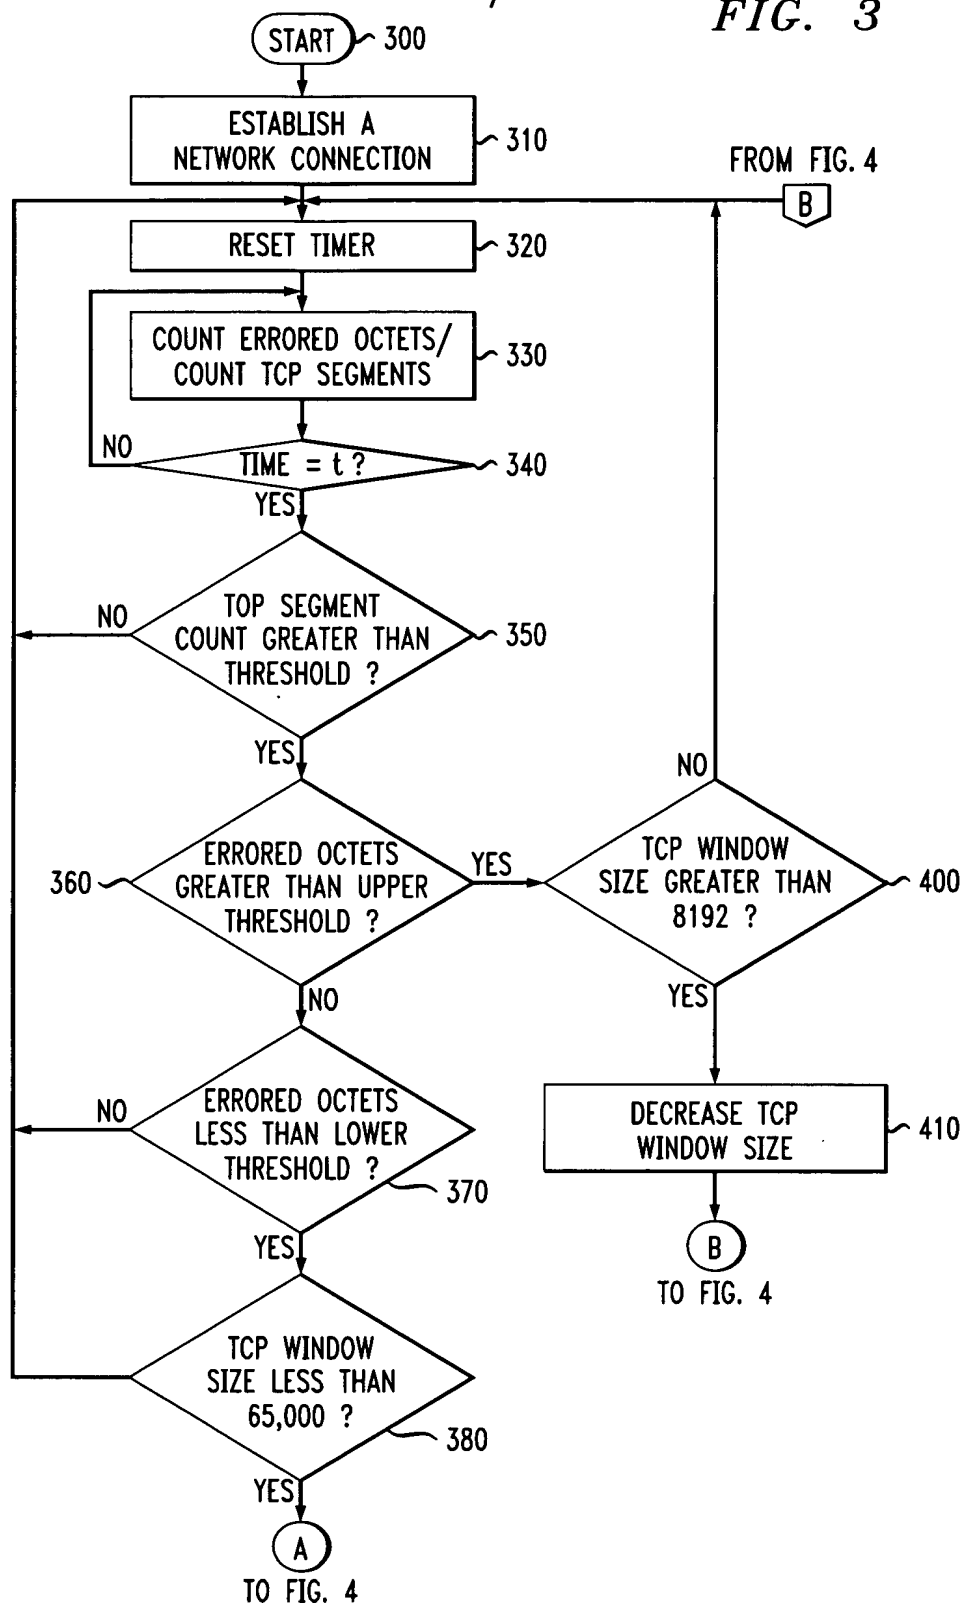 FIG. 3
START 300
ESTABLISH A
NETWORK CONNECTION
310
FROM FIG. 4
B
RESET TIMER
320
COUNT ERRORED OCTETS/
COUNT TCP SEGMENTS
330
NO
TIME = t ?
340
YES
NO
TOP SEGMENT
COUNT GREATER THAN
THRESHOLD ?
350
YES
NO
360
ERRORED OCTETS
GREATER THAN UPPER
THRESHOLD ?
YES
TCP WINDOW
SIZE GREATER THAN
8192 ?
400
NO
YES
NO
ERRORED OCTETS
LESS THAN LOWER
THRESHOLD ?
370
DECREASE TCP
WINDOW SIZE
410
YES
B
TO FIG. 4
TCP WINDOW
SIZE LESS THAN
65,000 ?
380
YES
A
TO FIG. 4